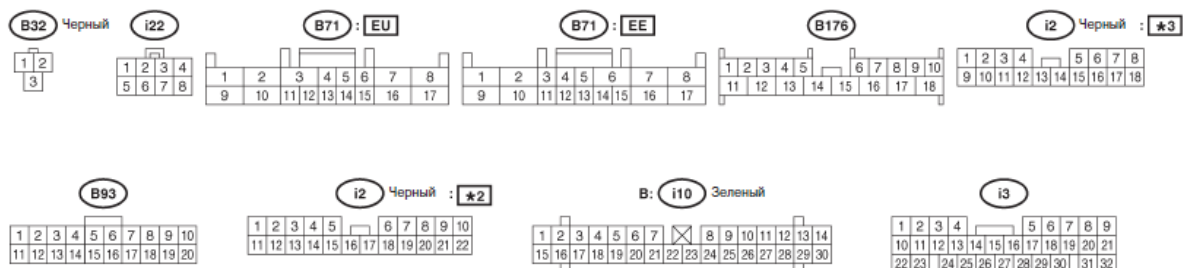 B32 Черный i22 B71 : EU B71 : EE B176 i2 Черный : *3
1 2
3
1 2 3 4
5 6 7 8
1 2 3 4 5 6 7 8
9 10 11 12 13 14 15 16 17
1 2 3 4 5 6 7 8
9 10 11 12 13 14 15 16 17
1 2 3 4 5 6 7 8 9 10
11 12 13 14 15 16 17 18
1 2 3 4 5 6 7 8
9 10 11 12 13 14 15 16 17 18
B93 i2 Черный : *2 B: i10 Зеленый i3
1 2 3 4 5 6 7 8 9 10
11 12 13 14 15 16 17 18 19 20
1 2 3 4 5 6 7 8 9 10
11 12 13 14 15 16 17 18 19 20 21 22
1 2 3 4 5 6 7 8 9 10 11 12 13 14
15 16 17 18 19 20 21 22 23 24 25 26 27 28 29 30
1 2 3 4 5 6 7 8 9
10 11 12 13 14 15 16 17 18 19 20 21
22 23 24 25 26 27 28 29 30 31 32